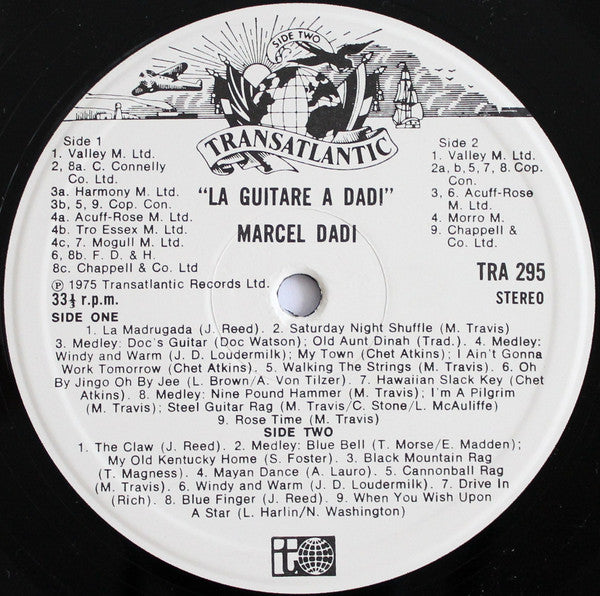 SIDE TWO
TRANSATLANTIC
Side 1
1. Valley M. Ltd.
2, 8a. C. Connelly
Co. Ltd.
3a. Harmony M. Ltd.
3b, 5, 9. Cop. Con.
4a. Acuff-Rose M. Ltd.
4b. Tro Essex M. Ltd.
4c, 7. Mogull M. Ltd.
6, 8b. F. D. & H.
8c. Chappell & Co. Ltd
Ⓟ 1975 Transatlantic Records Ltd.
33⅓ r.p.m.
"LA GUITARE A DADI"
MARCEL DADI
Side 2
1. Valley M. Ltd.
2a, b, 5, 7, 8. Cop.
Con.
3, 6. Acuff-Rose
M. Ltd.
4. Morro M.
9. Chappell &
Co. Ltd.
TRA 295
STEREO
SIDE ONE
1. La Madrugada (J. Reed). 2. Saturday Night Shuffle (M. Travis)
3. Medley: Doc's Guitar (Doc Watson); Old Aunt Dinah (Trad.). 4. Medley:
Windy and Warm (J. D. Loudermilk); My Town (Chet Atkins); I Ain't Gonna
Work Tomorrow (Chet Atkins). 5. Walking The Strings (M. Travis). 6. Oh
By Jingo Oh By Jee (L. Brown/A. Von Tilzer). 7. Hawaiian Slack Key (Chet
Atkins). 8. Medley: Nine Pound Hammer (M. Travis); I'm A Pilgrim
(M. Travis); Steel Guitar Rag (M. Travis/C. Stone/L. McAuliffe)
9. Rose Time (M. Travis)
SIDE TWO
1. The Claw (J. Reed). 2. Medley: Blue Bell (T. Morse/E. Madden);
My Old Kentucky Home (S. Foster). 3. Black Mountain Rag
(T. Magness). 4. Mayan Dance (A. Lauro). 5. Cannonball Rag
(M. Travis). 6. Windy and Warm (J. D. Loudermilk). 7. Drive In
(Rich). 8. Blue Finger (J. Reed). 9. When You Wish Upon
A Star (L. Harlin/N. Washington)
it